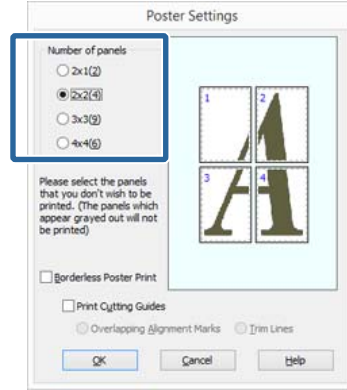 Poster Settings
Number of panels
2x1(2)
2x2(4)
3x3(9)
4x4(6)
1
2
3
4
A
Please select the panels
that you don't wish to be
printed. (The panels which
appear grayed out will not
be printed)
Borderless Poster Print
Print Cutting Guides
Overlapping Alignment Marks
Trim Lines
OK
Cancel
Help